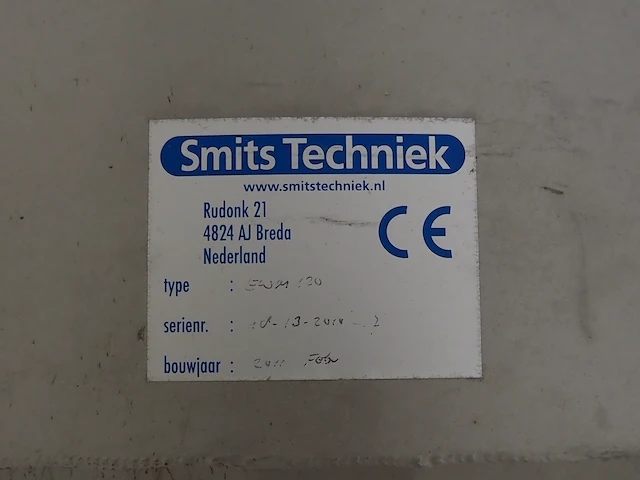 Smits Techniek
www.smitstechniek.nl
Rudonk 21
4824 AJ Breda
Nederland
CE
type :
serienr. :
bouwjaar :